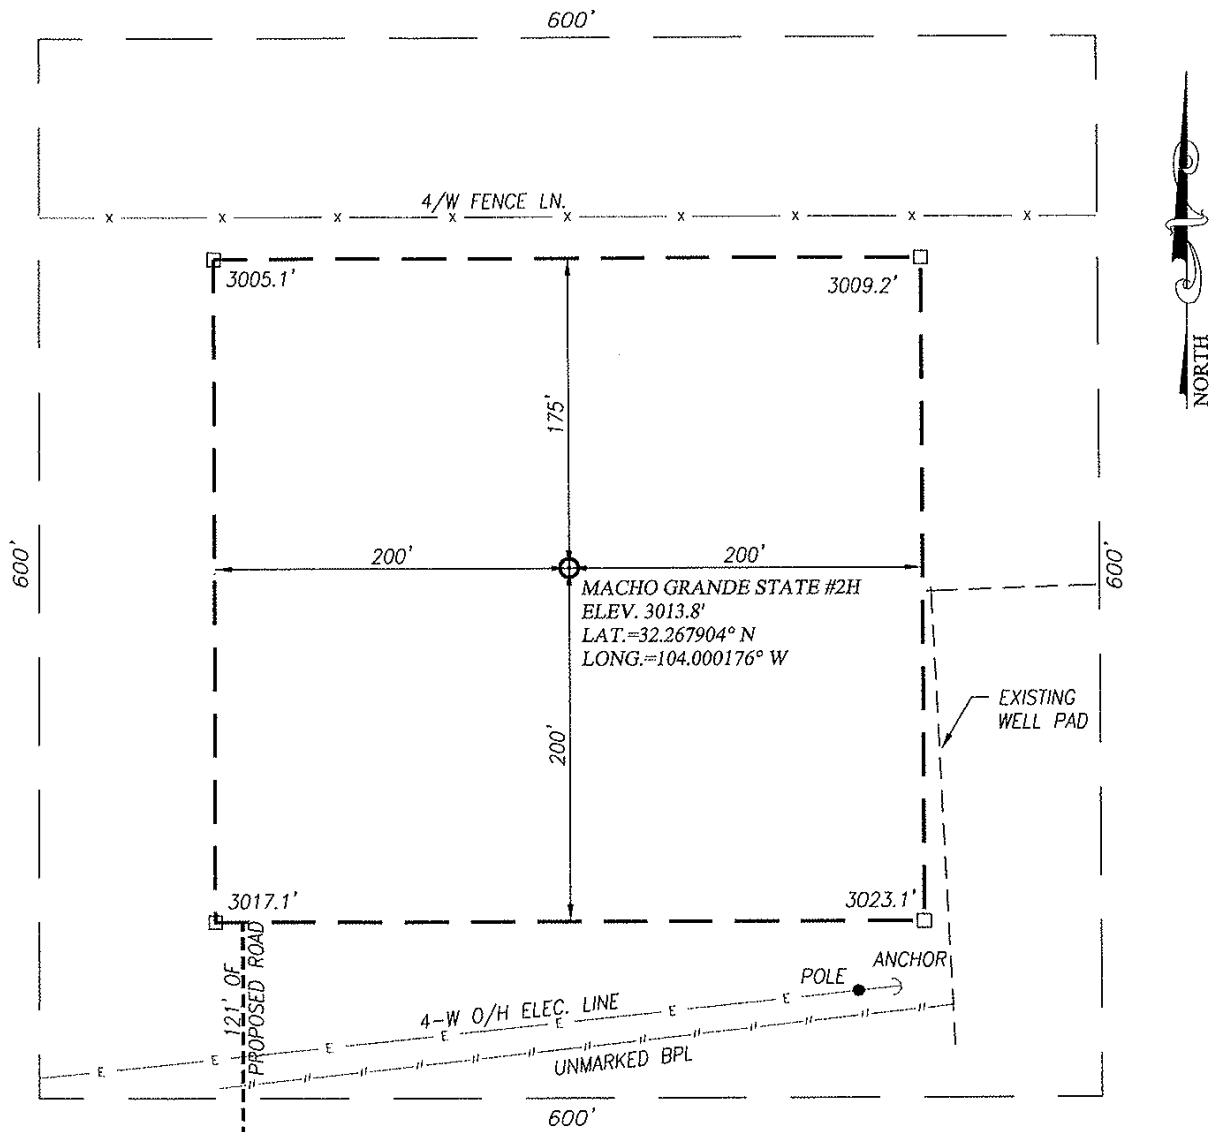 600'
4/W FENCE LN.
3005.1'
3009.2'
NORTH
175'
600'
200'
200'
600'
MACHO GRANDE STATE #2H
ELEV. 3013.8'
LAT.=32.267904° N
LONG.=104.000176° W
EXISTING
WELL PAD
200'
3017.1'
3023.1'
121' OF
PROPOSED ROAD
POLE
ANCHOR
4-W O/H ELEC. LINE
UNMARKED BPL
600'